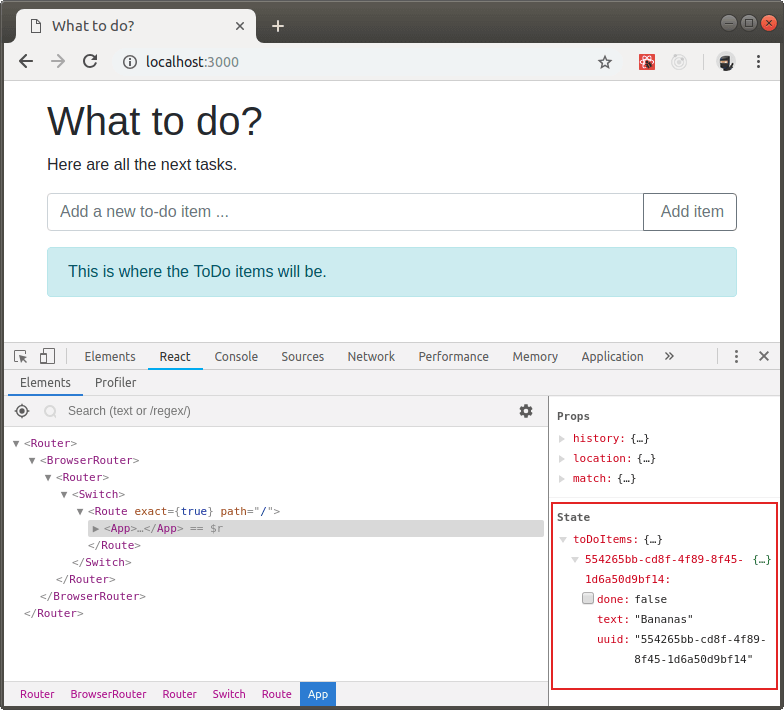 What to do?
localhost:3000
What to do?
Here are all the next tasks.
Add a new to-do item ...
Add item
This is where the ToDo items will be.
Elements React Console Sources Network Performance Memory Application »
Elements Profiler
Search (text or /regex/)
<Router>
<BrowserRouter>
<Router>
<Switch>
<Route exact={true} path="/">
<App>…</App> == $r
</Route>
</Switch>
</Router>
</BrowserRouter>
</Router>
Router BrowserRouter Router Switch Route App
Props
history: {…}
location: {…}
match: {…}
State
toDoItems: {…}
554265bb-cd8f-4f89-8f45- {…}
1d6a50d9bf14:
done: false
text: "Bananas"
uuid: "554265bb-cd8f-4f89-
8f45-1d6a50d9bf14"